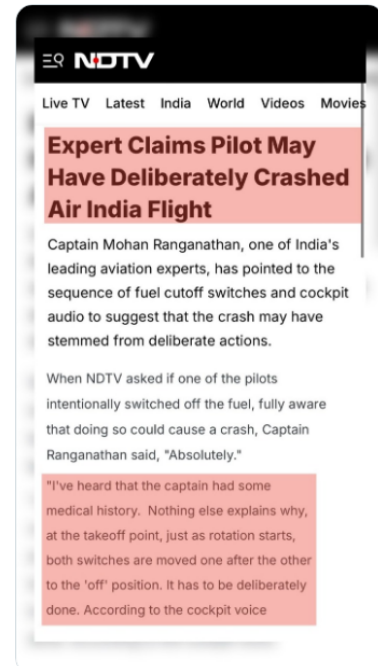 NDTV
Live TV Latest India World Videos Movies
Expert Claims Pilot May
Have Deliberately Crashed
Air India Flight
Captain Mohan Ranganathan, one of India's
leading aviation experts, has pointed to the
sequence of fuel cutoff switches and cockpit
audio to suggest that the crash may have
stemmed from deliberate actions.
When NDTV asked if one of the pilots
intentionally switched off the fuel, fully aware
that doing so could cause a crash, Captain
Ranganathan said, "Absolutely."
"I've heard that the captain had some
medical history. Nothing else explains why,
at the takeoff point, just as rotation starts,
both switches are moved one after the other
to the 'off' position. It has to be deliberately
done. According to the cockpit voice